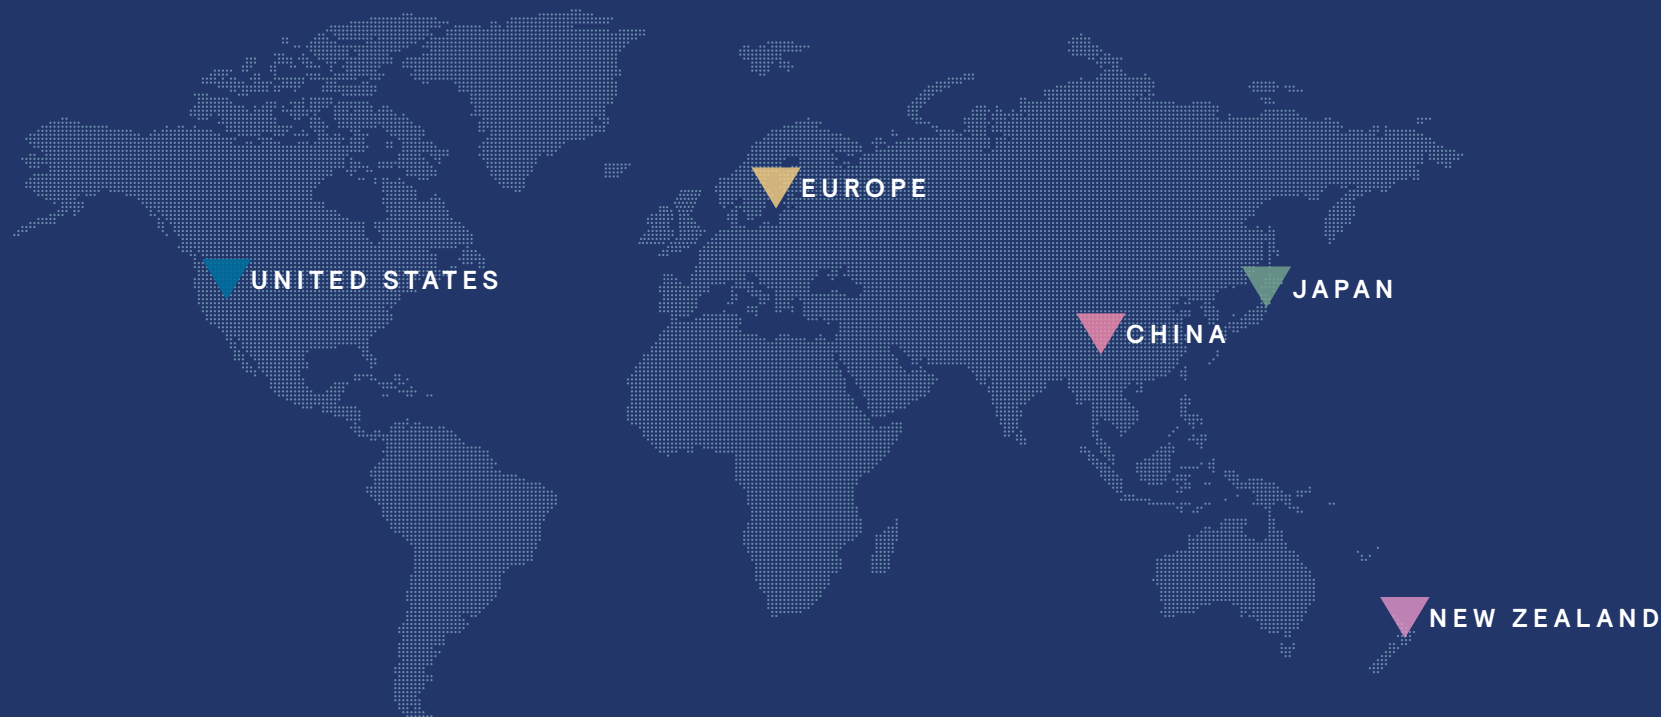 EUROPE
UNITED STATES
JAPAN
CHINA
NEW ZEALAND